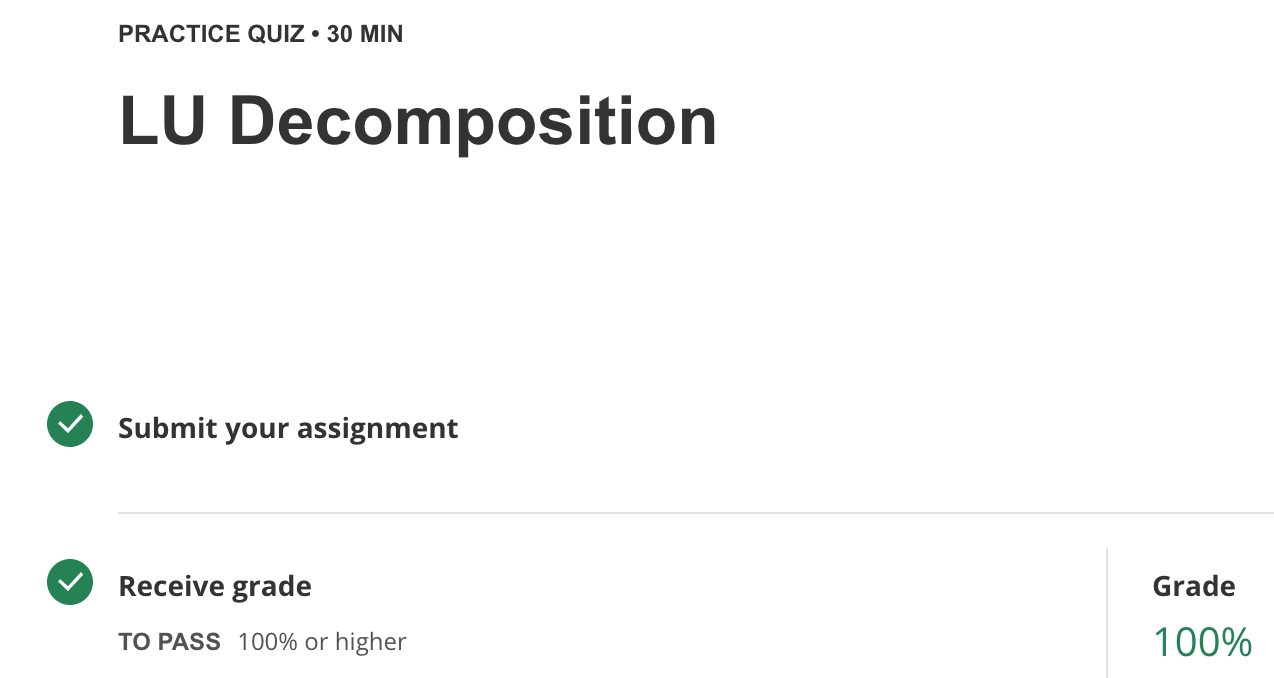 PRACTICE QUIZ • 30 MIN
LU Decomposition
Submit your assignment
Receive grade
TO PASS 100% or higher
Grade
100%